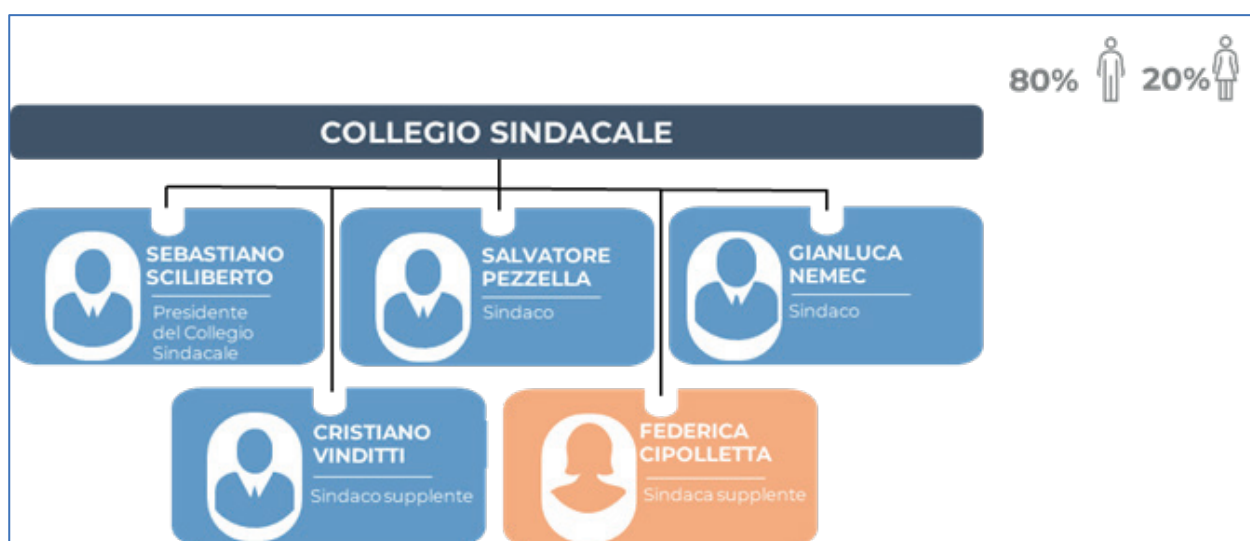 80% 20%
COLLEGIO SINDACALE
SEBASTIANO
SCILIBERTO
Presidente
del Collegio
Sindacale
SALVATORE
PEZZELLA
Sindaco
GIANLUCA
NEMEC
Sindaco
CRISTIANO
VINDITTI
Sindaco supplente
FEDERICA
CIPOLLETTA
Sindaca supplente